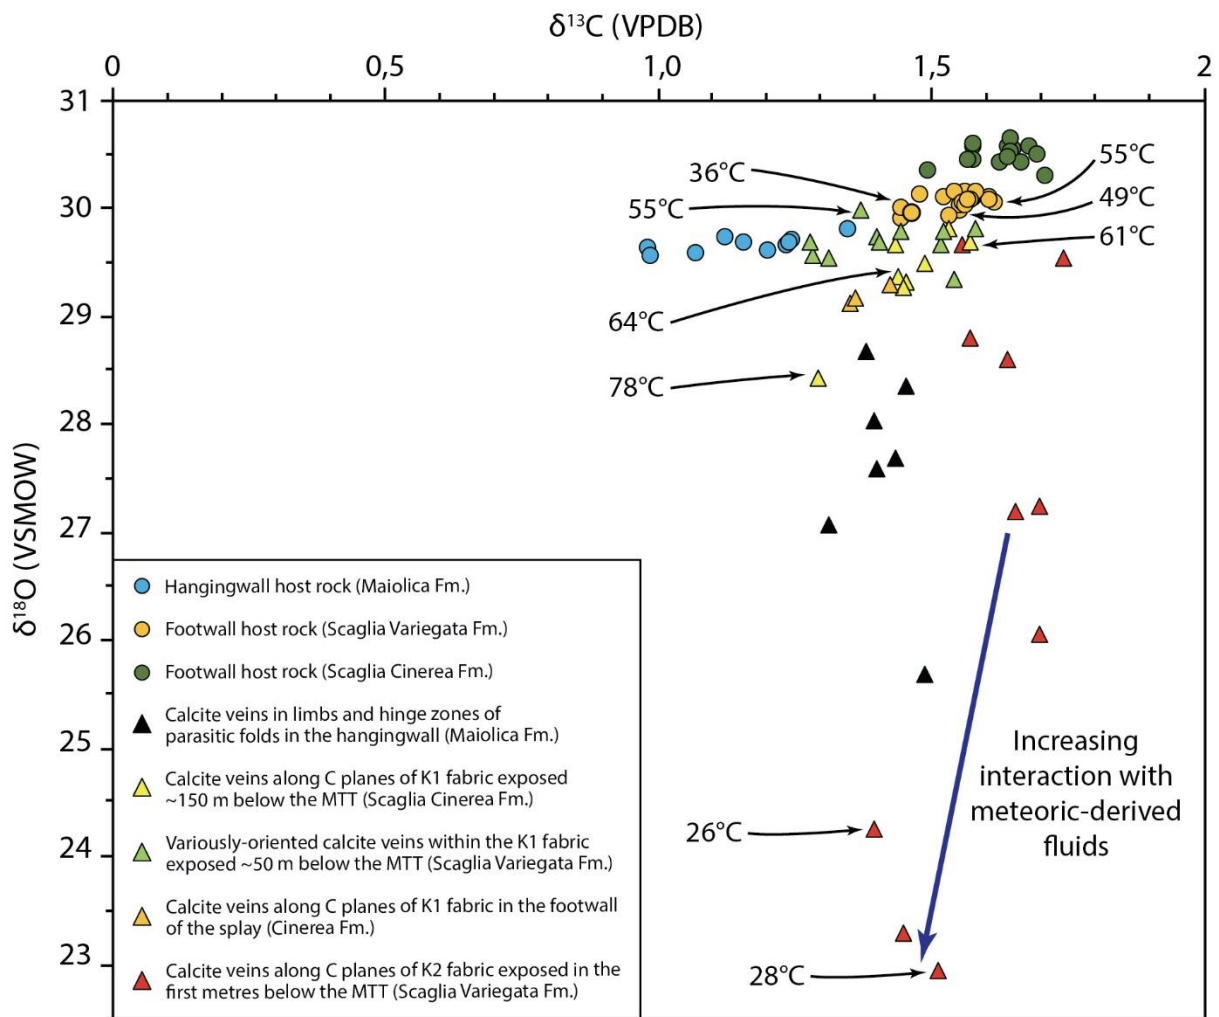 δ¹³C (VPDB)
0 0,5 1,0 1,5 2
31
30
29
28
27
26
25
24
23
δ¹⁸O (VSMOW)
36°C
55°C
55°C
49°C
61°C
64°C
78°C
26°C
28°C
Increasing
interaction with
meteoric-derived
fluids
Hangingwall host rock (Maiolica Fm.)
Footwall host rock (Scaglia Variegata Fm.)
Footwall host rock (Scaglia Cinerea Fm.)
Calcite veins in limbs and hinge zones of
parasitic folds in the hangingwall (Maiolica Fm.)
Calcite veins along C planes of K1 fabric exposed
~150 m below the MTT (Scaglia Cinerea Fm.)
Variously-oriented calcite veins within the K1 fabric
exposed ~50 m below the MTT (Scaglia Variegata Fm.)
Calcite veins along C planes of K1 fabric in the footwall
of the splay (Cinerea Fm.)
Calcite veins along C planes of K2 fabric exposed in the
first metres below the MTT (Scaglia Variegata Fm.)